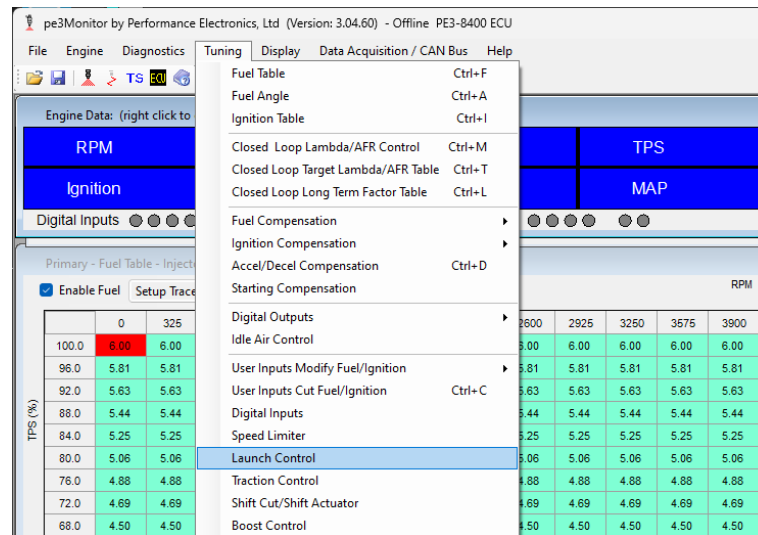 pe3Monitor by Performance Electronics, Ltd (Version: 3.04.60) - Offline PE3-8400 ECU
File Engine Diagnostics Tuning Display Data Acquisition / CAN Bus Help
TS ECU
Engine Data: (right click to
RPM TPS
Ignition MAP
Digital Inputs
Fuel Table Ctrl+F
Fuel Angle Ctrl+A
Ignition Table Ctrl+I
Closed Loop Lambda/AFR Control Ctrl+M
Closed Loop Target Lambda/AFR Table Ctrl+T
Closed Loop Long Term Factor Table Ctrl+L
Fuel Compensation
Ignition Compensation
Accel/Decel Compensation Ctrl+D
Starting Compensation
Digital Outputs
Idle Air Control
User Inputs Modify Fuel/Ignition
User Inputs Cut Fuel/Ignition Ctrl+C
Digital Inputs
Speed Limiter
Launch Control
Traction Control
Shift Cut/Shift Actuator
Boost Control
Primary - Fuel Table - Inject
Enable Fuel Setup Trace RPM
TPS (%)
0 325 2600 2925 3250 3575 3900
100.0 6.00 6.00 6.00 6.00 6.00 6.00 6.00
96.0 5.81 5.81 5.81 5.81 5.81 5.81 5.81
92.0 5.63 5.63 5.63 5.63 5.63 5.63 5.63
88.0 5.44 5.44 5.44 5.44 5.44 5.44 5.44
84.0 5.25 5.25 5.25 5.25 5.25 5.25 5.25
80.0 5.06 5.06 5.06 5.06 5.06 5.06 5.06
76.0 4.88 4.88 4.88 4.88 4.88 4.88 4.88
72.0 4.69 4.69 4.69 4.69 4.69 4.69 4.69
68.0 4.50 4.50 4.50 4.50 4.50 4.50 4.50